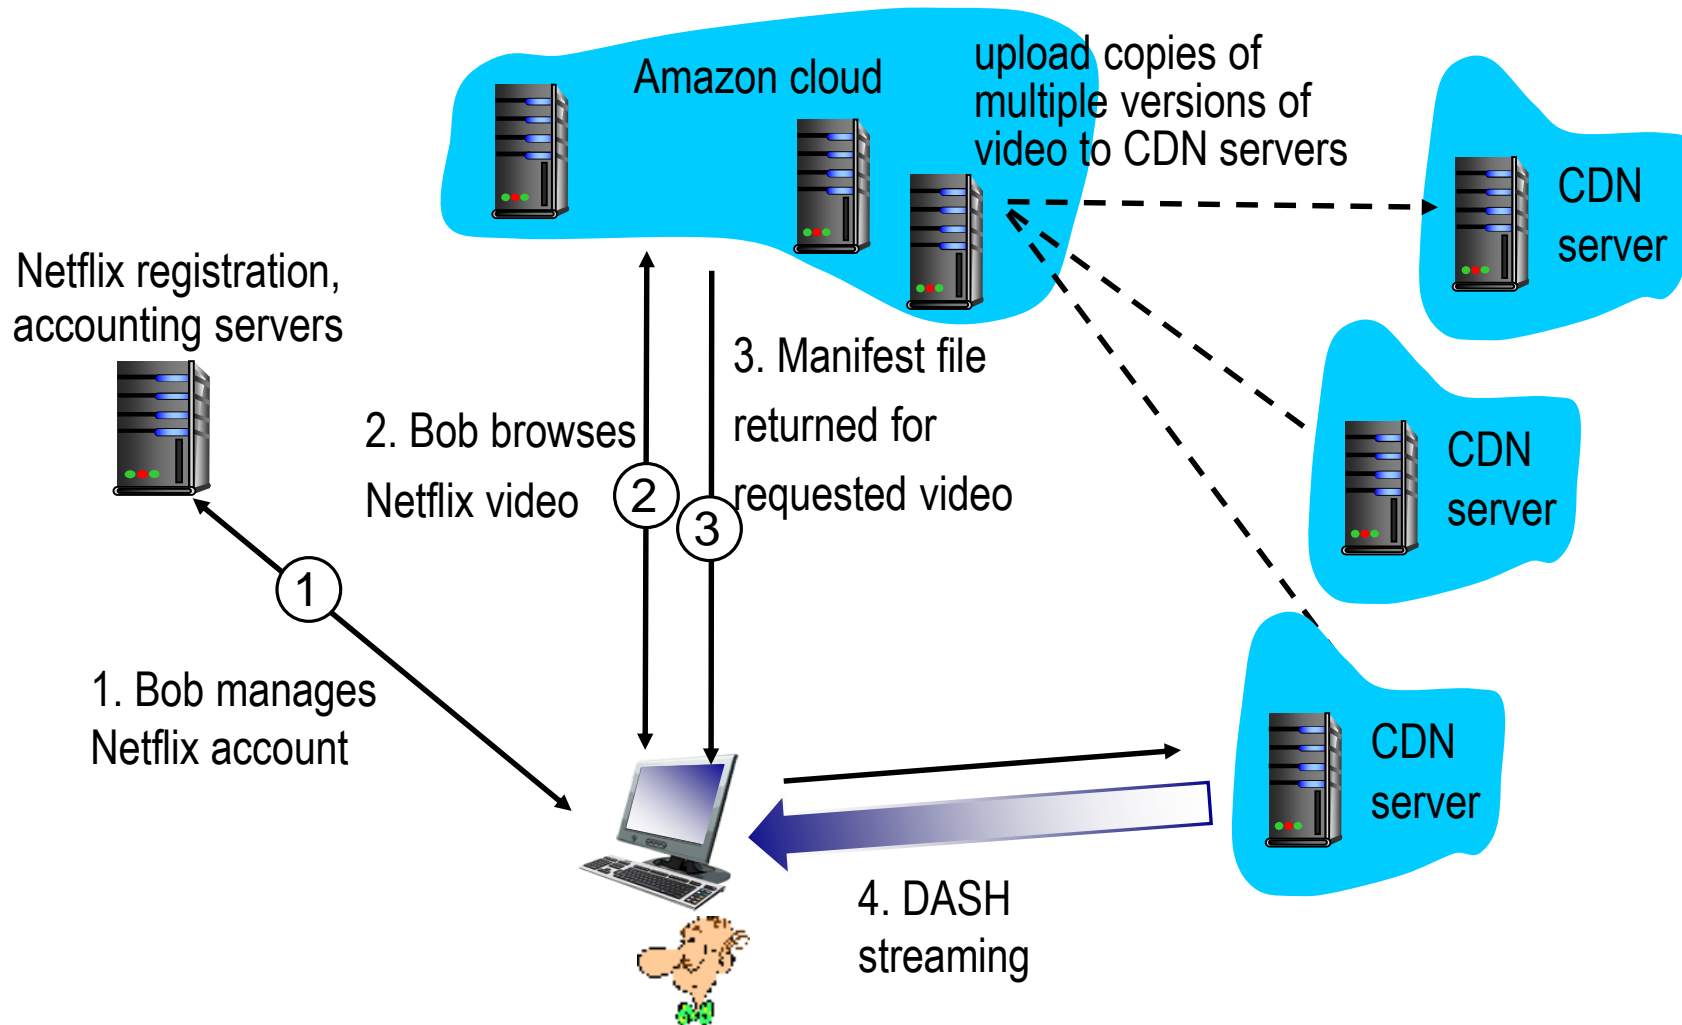 Amazon cloud
upload copies of
multiple versions of
video to CDN servers
CDN
server
Netflix registration,
accounting servers
3. Manifest file
returned for
requested video
2. Bob browses
Netflix video
2
3
CDN
server
1
1. Bob manages
Netflix account
CDN
server
4. DASH
streaming